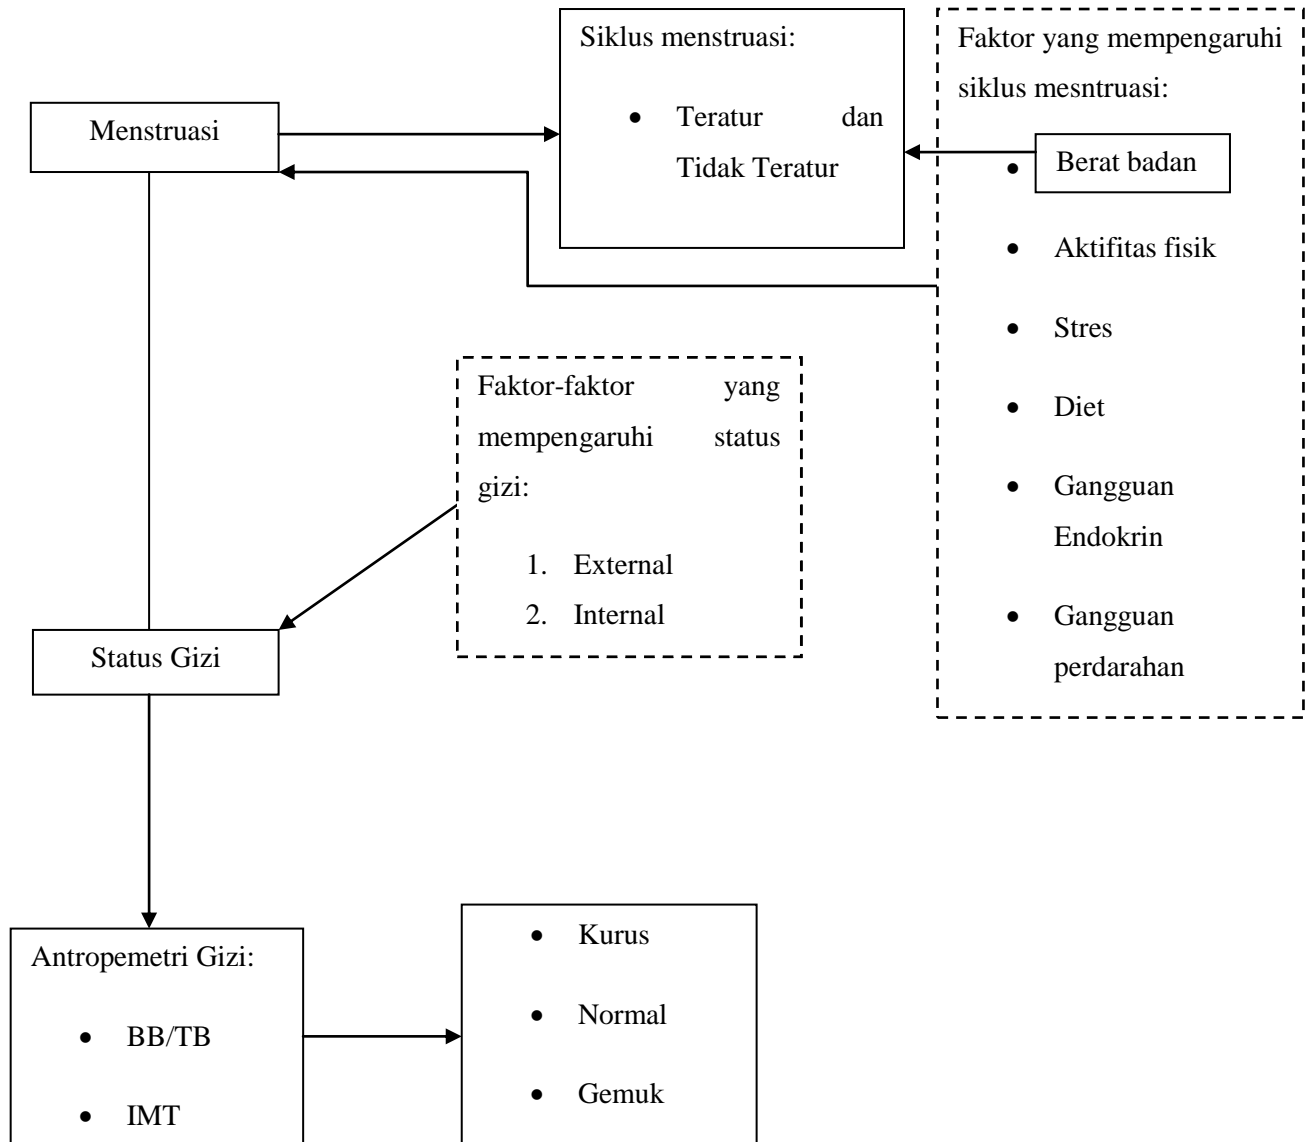 Siklus menstruasi:
• Teratur dan
Tidak Teratur
Faktor yang mempengaruhi
siklus mesntruasi:
• Berat badan
• Aktifitas fisik
• Stres
• Diet
• Gangguan
Endokrin
• Gangguan
perdarahan
Menstruasi
Faktor-faktor yang
mempengaruhi status
gizi:
1. External
2. Internal
Status Gizi
Antropemetri Gizi:
• BB/TB
• IMT
• Kurus
• Normal
• Gemuk